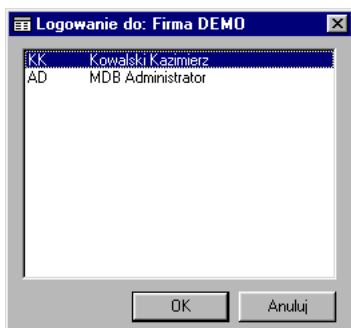 Logowanie do: Firma DEMO
KK Kowalski Kazimierz
AD MDB Administrator
OK Anuluj